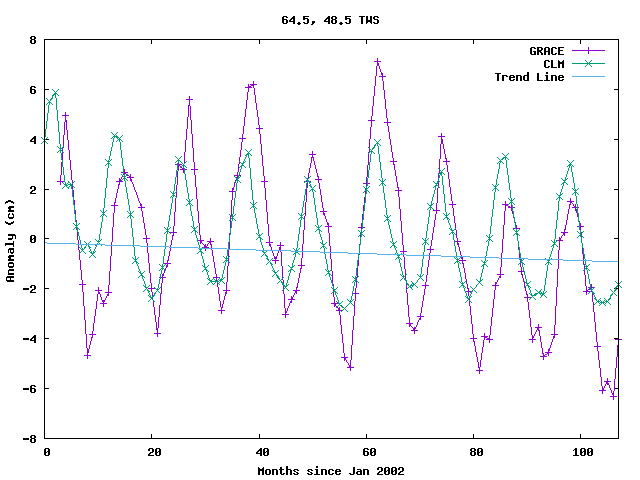 64.5, 48.5 TWS
GRACE
CLM
Trend Line
8
6
4
2
0
-2
-4
-6
-8
Anomaly (cm)
0 20 40 60 80 100
Months since Jan 2002